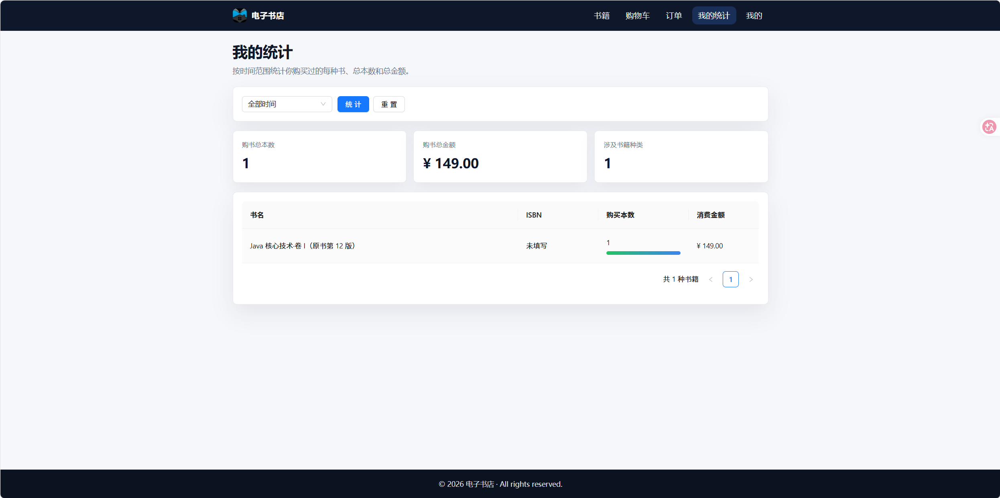 电子书店
书籍 购物车 订单 我的统计 我的
我的统计
按时间范围统计你购买过的每种书、总本数和总金额。
全部时间 统 计 重 置
购书总本数 购书总金额 涉及书籍种类
1 ¥ 149.00 1
书名 ISBN 购买本数 消费金额
Java 核心技术·卷 I（原书第 12 版） 未填写 1 ¥ 149.00
共 1 种书籍 < 1 >
© 2026 电子书店 · All rights reserved.